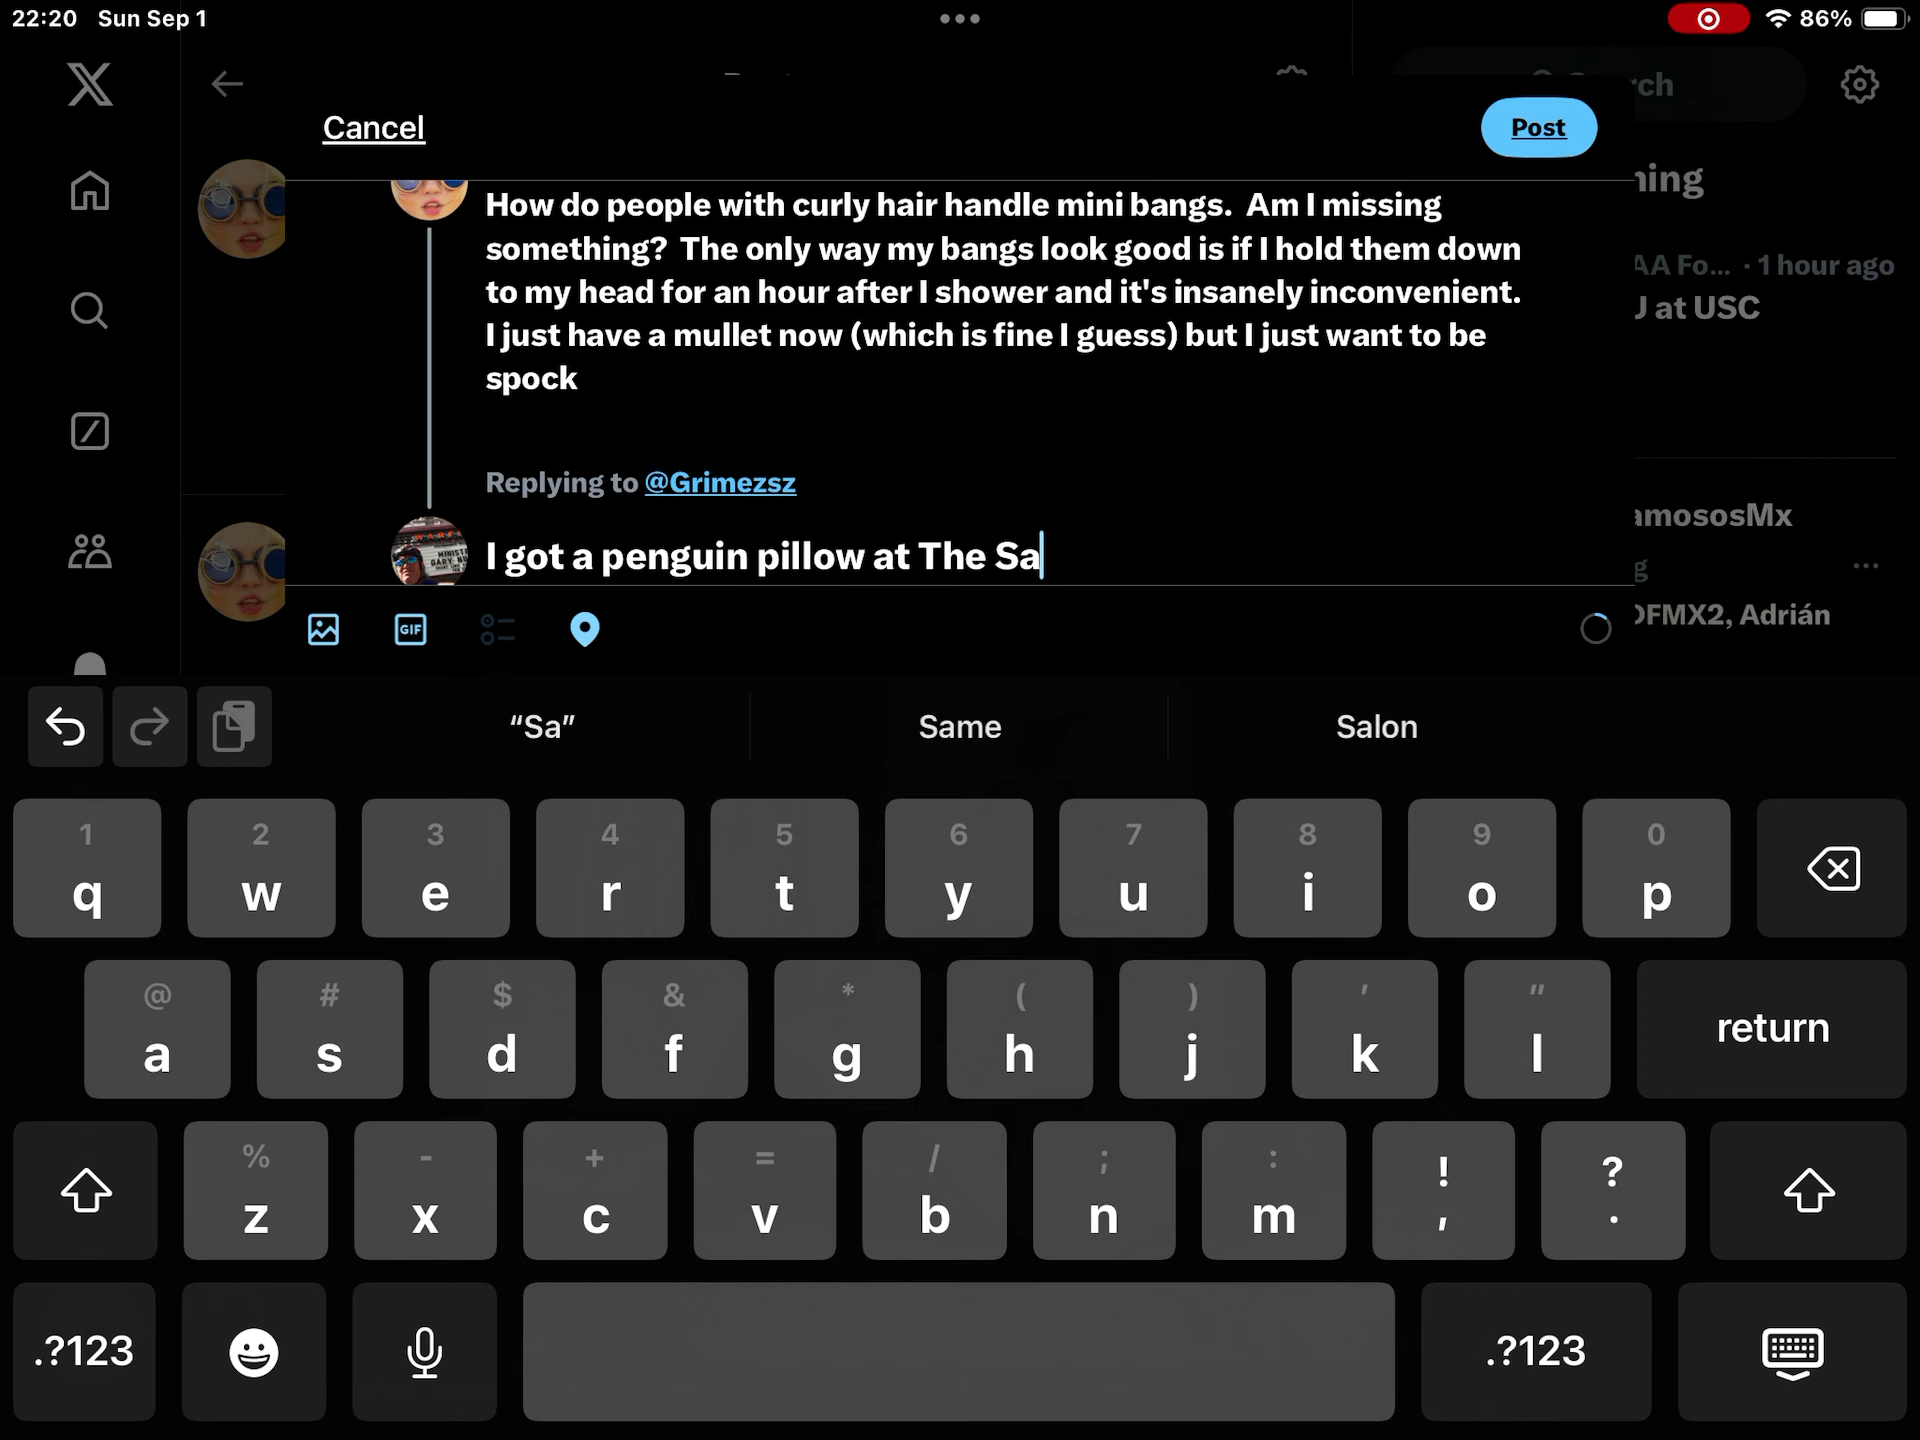 22:20 Sun Sep 1
86%
Cancel
Post
How do people with curly hair handle mini bangs.  Am I missing
something?  The only way my bangs look good is if I hold them down
to my head for an hour after I shower and it's insanely inconvenient.
I just have a mullet now (which is fine I guess) but I just want to be
spock
AA Fo... · 1 hour ago
J at USC
Replying to @Grimezsz
I got a penguin pillow at The Sa
amososMx
DFMX2, Adrián
GIF
“Sa” Same Salon
1 2 3 4 5 6 7 8 9 0
q w e r t y u i o p
@ # $ & * ( ) ' "
a s d f g h j k l return
% - + = / ; : ! ?
z x c v b n m , .
.?123 .?123